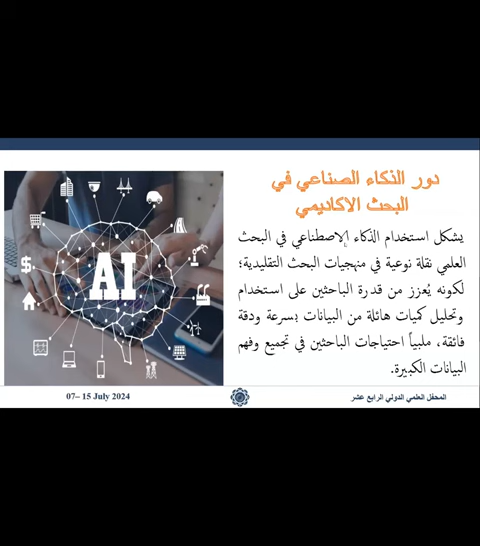 دور الذكاء الصناعي في
البحث الاكاديمي
يشكل استخدام الذكاء الإصطناعي في البحث
العلمي نقلة نوعية في منهجيات البحث التقليدية؛
لكونه يُعزز من قدرة الباحثين على استخدام
وتحليل كميات هائلة من البيانات بسرعة ودقة
فائقة، ملبياً احتياجات الباحثين في تجميع وفهم
البيانات الكبيرة.
AI
$
المحفل العلمي الدولي الرابع عشر
07– 15 July 2024